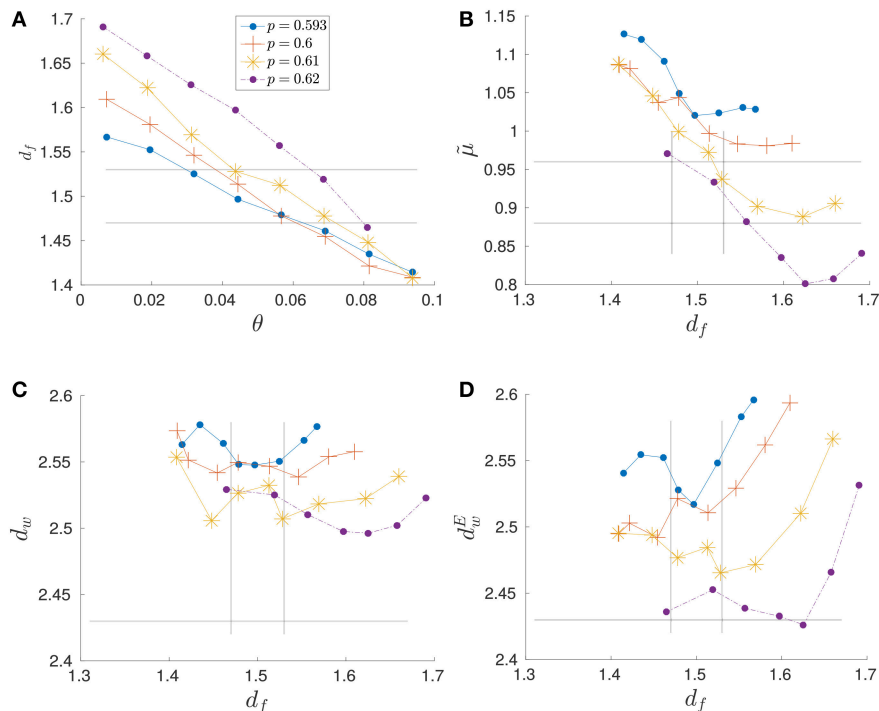 A
1.7
1.65
1.6
1.55
1.5
1.45
1.4
d_f
0
0.02
0.04
0.06
0.08
0.1
θ
p = 0.593
p = 0.6
p = 0.61
p = 0.62
B
1.15
1.1
1.05
1
0.95
0.9
0.85
0.8
μ̃
1.3
1.4
1.5
1.6
1.7
d_f
C
2.6
2.55
2.5
2.45
2.4
d_w
1.3
1.4
1.5
1.6
1.7
d_f
D
2.6
2.55
2.5
2.45
2.4
d_w^E
1.3
1.4
1.5
1.6
1.7
d_f